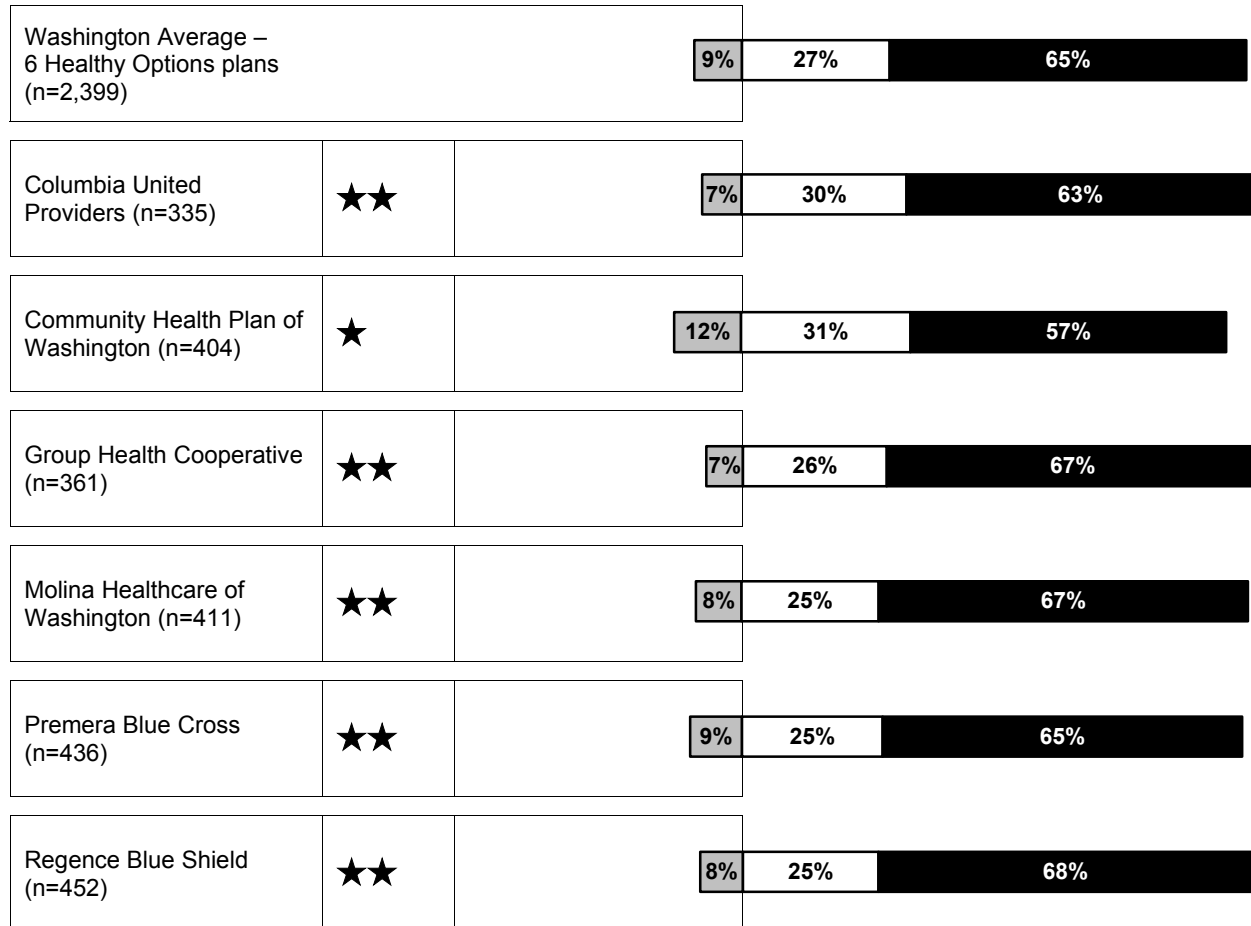 Washington Average –
6 Healthy Options plans
(n=2,399)
9% 27% 65%
Columbia United
Providers (n=335)
★★
7% 30% 63%
Community Health Plan of
Washington (n=404)
★
12% 31% 57%
Group Health Cooperative
(n=361)
★★
7% 26% 67%
Molina Healthcare of
Washington (n=411)
★★
8% 25% 67%
Premera Blue Cross
(n=436)
★★
9% 25% 65%
Regence Blue Shield
(n=452)
★★
8% 25% 68%